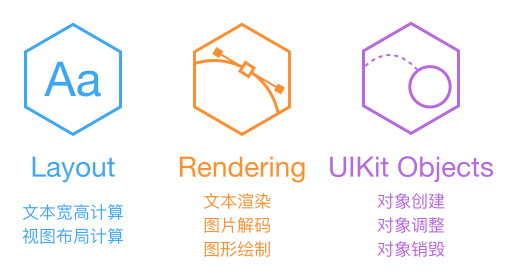 Aa
Layout
文本宽高计算
视图布局计算
Rendering
文本渲染
图片解码
图形绘制
UIKit Objects
对象创建
对象调整
对象销毁